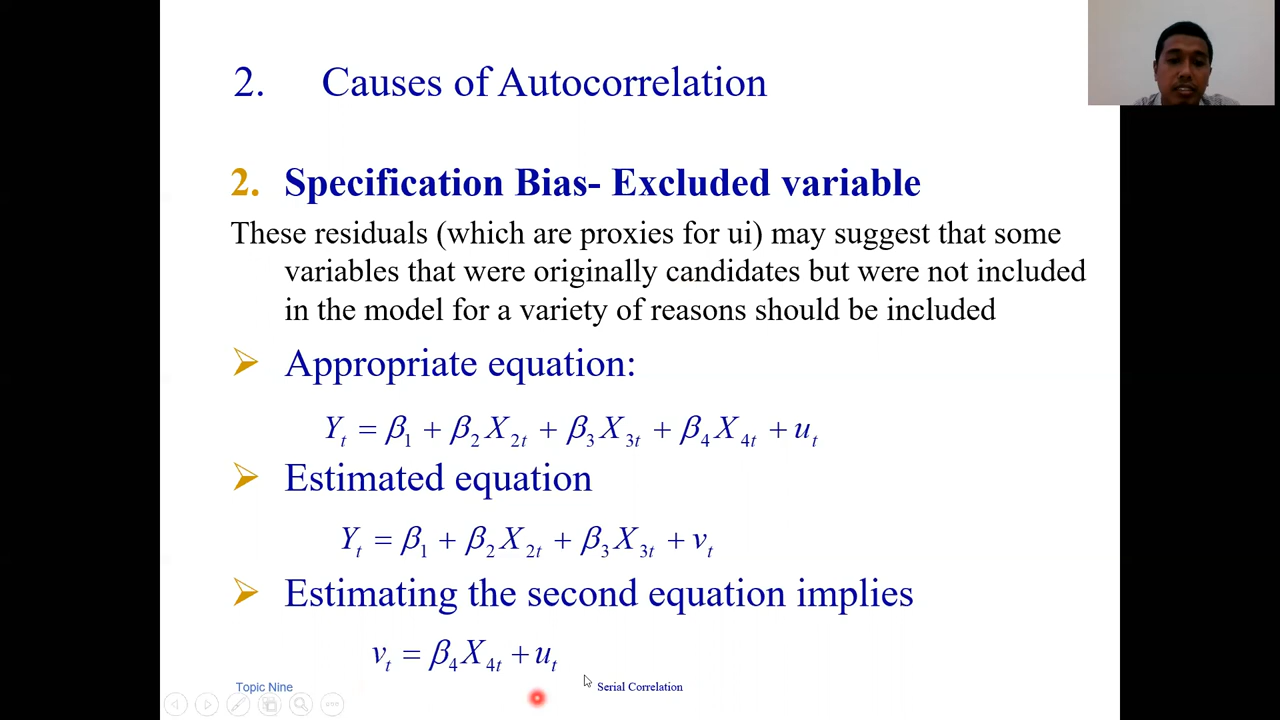 2. Causes of Autocorrelation
2. Specification Bias- Excluded variable
These residuals (which are proxies for ui) may suggest that some
variables that were originally candidates but were not included
in the model for a variety of reasons should be included
➢ Appropriate equation:
Yₜ = β₁ + β₂X₂ₜ + β₃X₃ₜ + β₄X₄ₜ + uₜ
➢ Estimated equation
Yₜ = β₁ + β₂X₂ₜ + β₃X₃ₜ + vₜ
➢ Estimating the second equation implies
vₜ = β₄X₄ₜ + uₜ
Topic Nine Serial Correlation